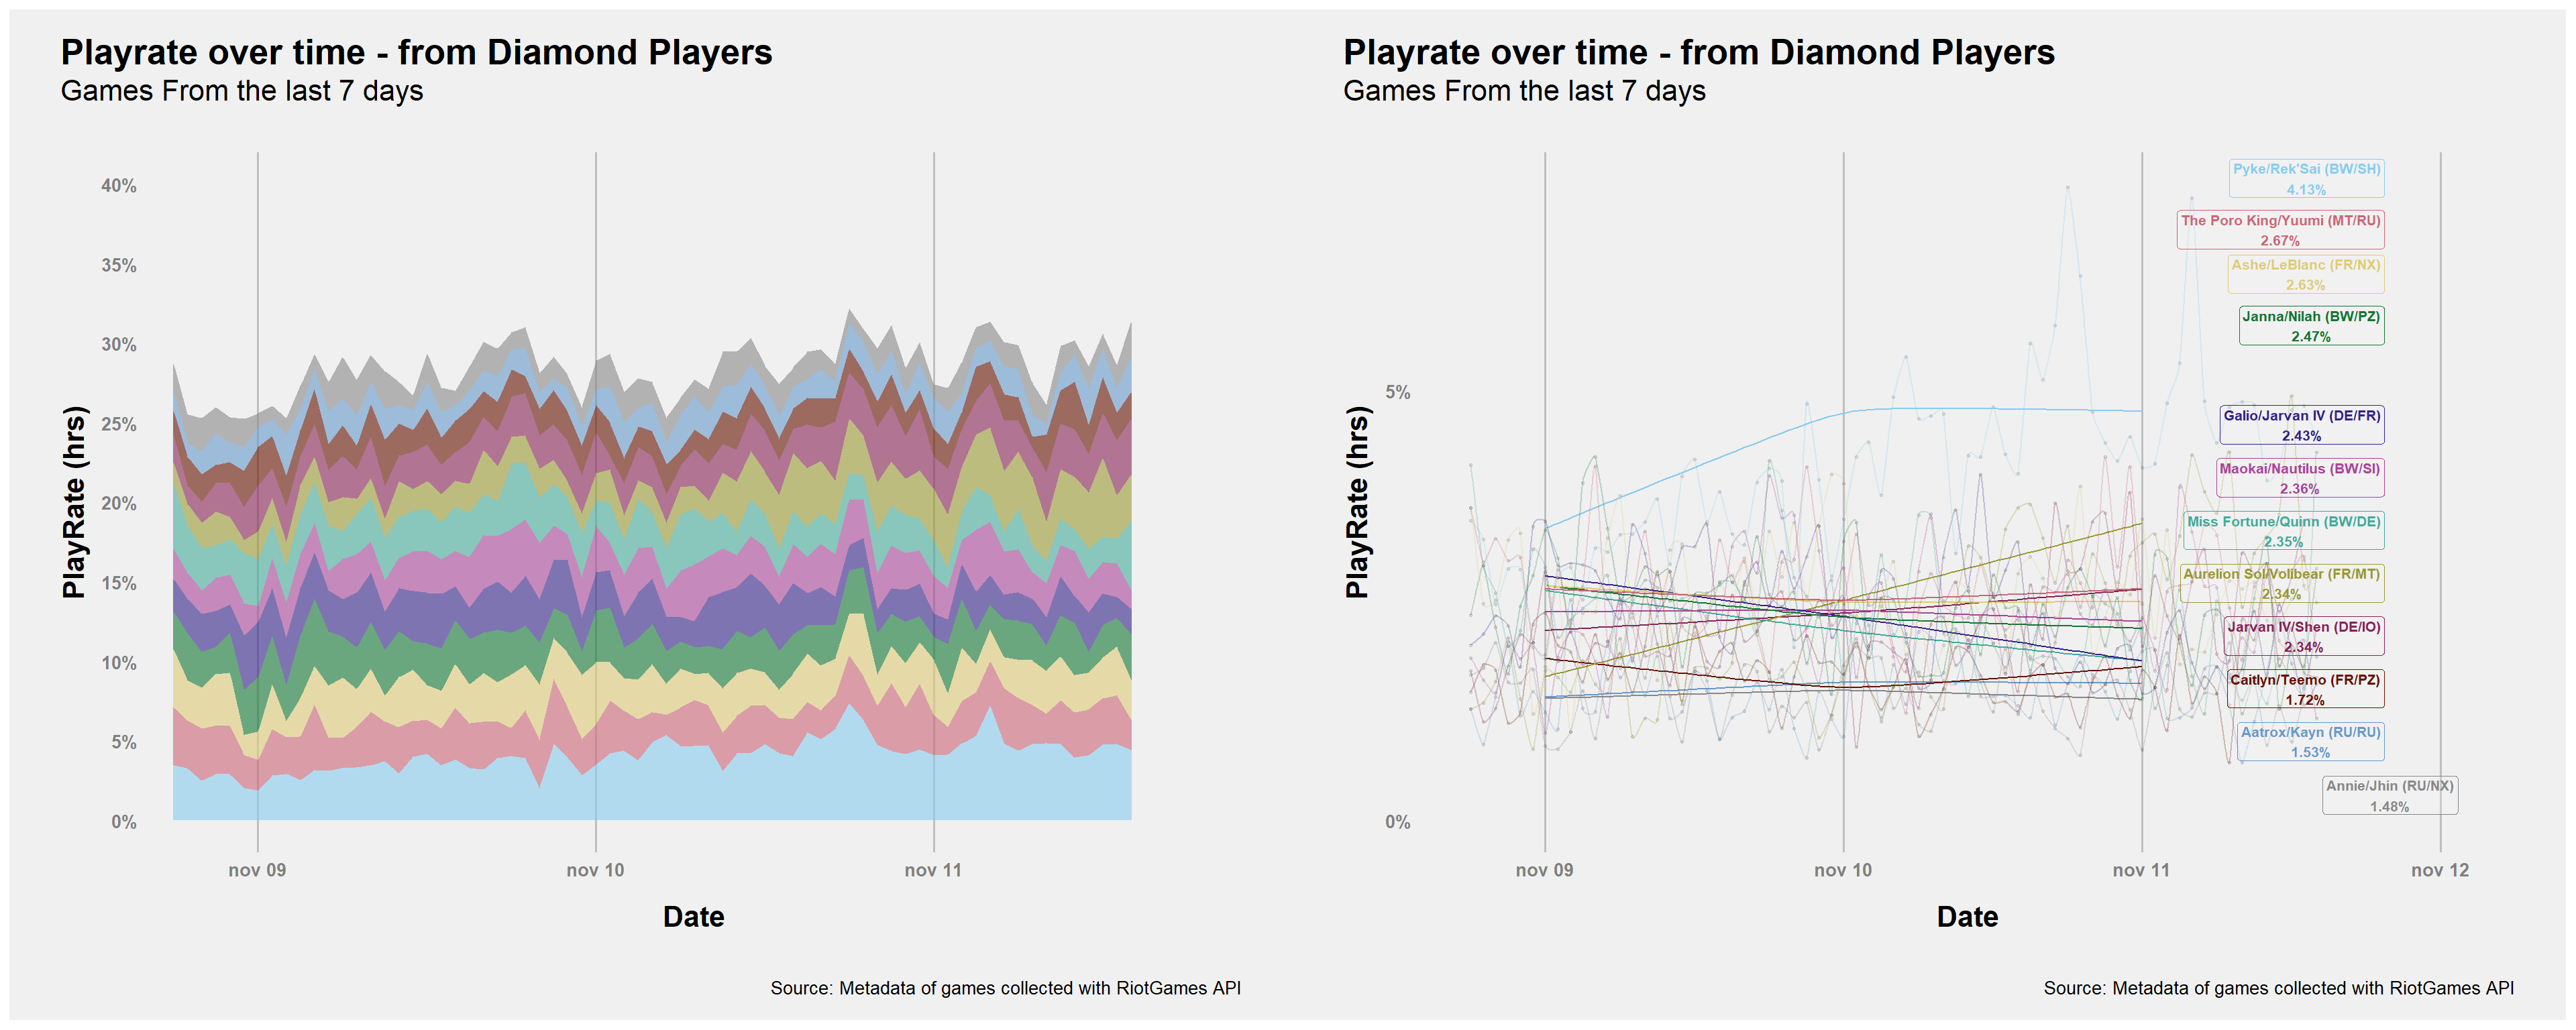 Playrate over time - from Diamond Players
Games From the last 7 days
PlayRate (hrs)
40%
35%
30%
25%
20%
15%
10%
5%
0%
nov 09
nov 10
nov 11
Date
Source: Metadata of games collected with RiotGames API
Playrate over time - from Diamond Players
Games From the last 7 days
PlayRate (hrs)
5%
0%
Pyke/Rek'Sai (BW/SH)
4.13%
The Poro King/Yuumi (MT/RU)
2.67%
Ashe/LeBlanc (FR/NX)
2.63%
Janna/Nilah (BW/PZ)
2.47%
Galio/Jarvan IV (DE/FR)
2.43%
Maokai/Nautilus (BW/SI)
2.36%
Miss Fortune/Quinn (BW/DE)
2.35%
Aurelion Sol/Volibear (FR/MT)
2.34%
Jarvan IV/Shen (DE/IO)
2.34%
Caitlyn/Teemo (FR/PZ)
1.72%
Aatrox/Kayn (RU/RU)
1.53%
Annie/Jhin (RU/NX)
1.48%
nov 09
nov 10
nov 11
nov 12
Date
Source: Metadata of games collected with RiotGames API